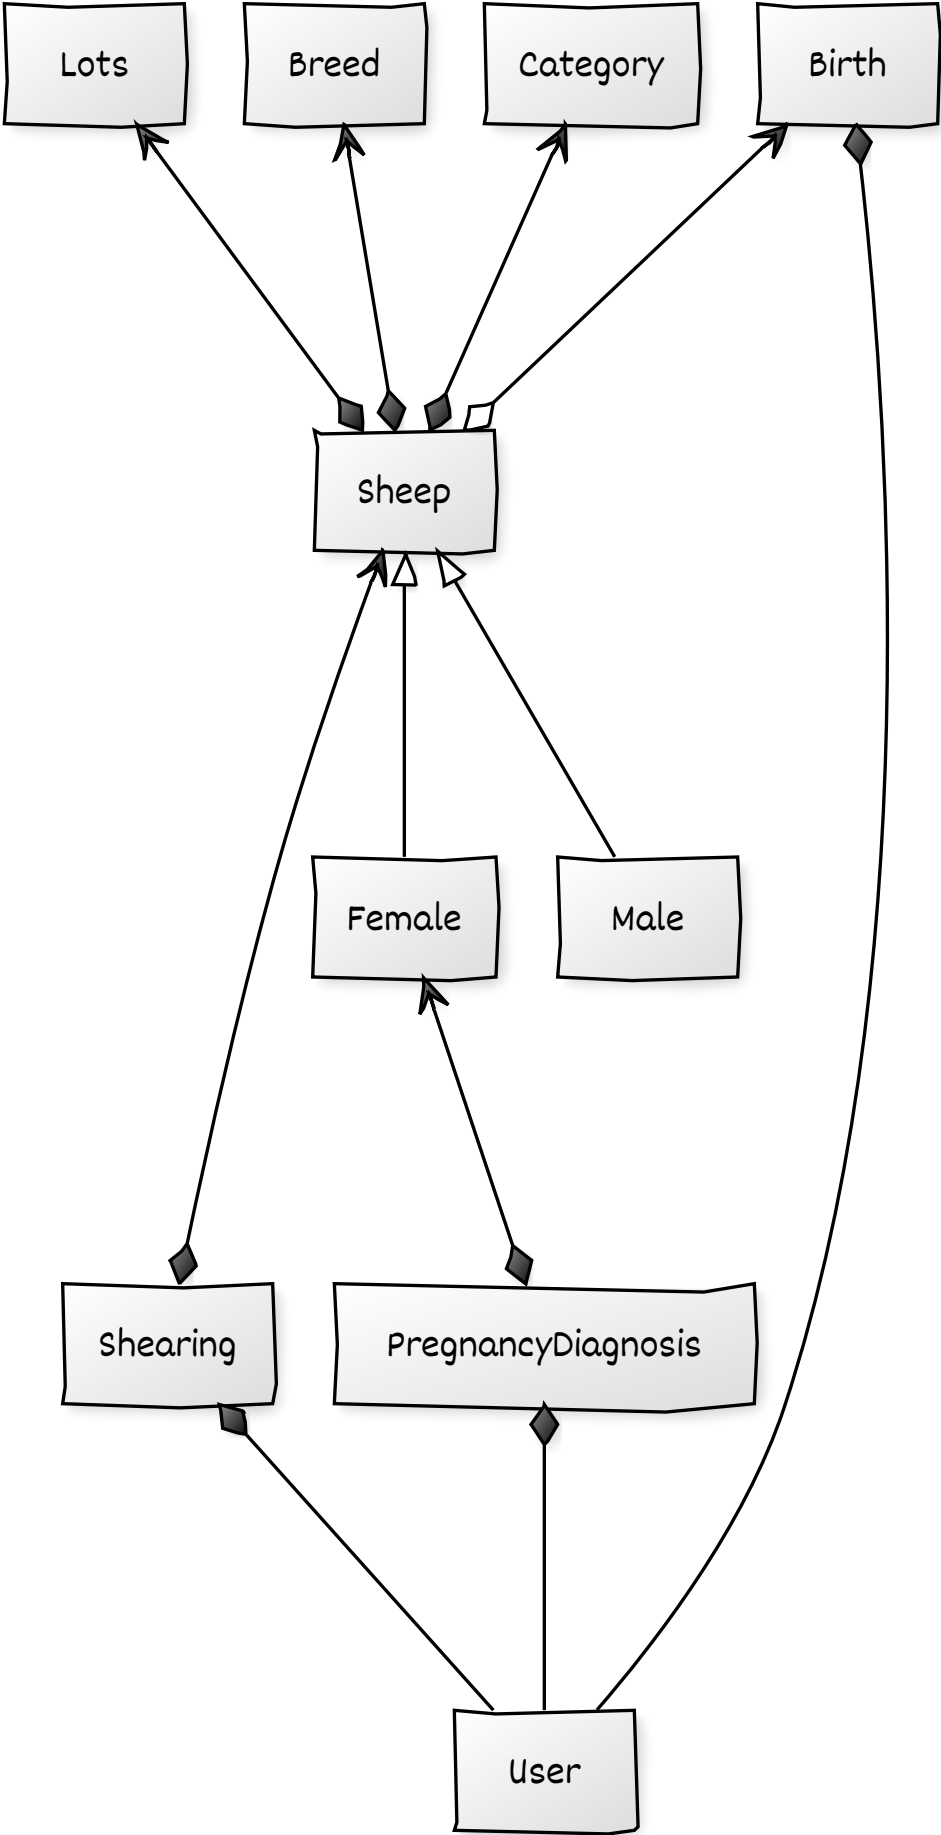 Lots
Breed
Category
Birth
Sheep
Female
Male
Shearing
PregnancyDiagnosis
User